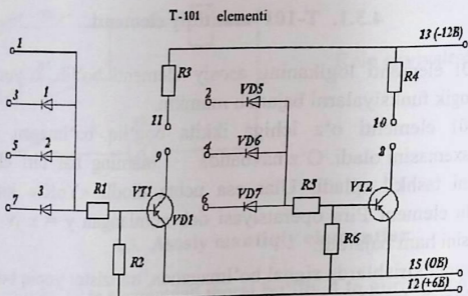 T-101 elementi
13 (-12B)
1
R3
R4
3
1
2
VD5
11
10
5
2
4
VD6
9
8
7
3
R1
VT1
VD1
6
VD7
R5
VT2
R2
R6
15 (0B)
12 (+6B)